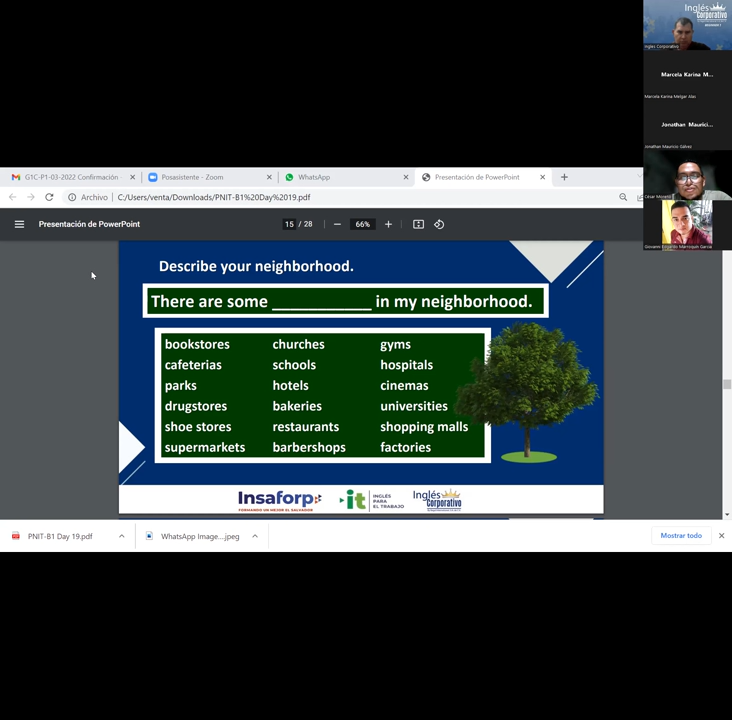 Inglés
Corporativo
Ingles Corporativo
Marcela Karina M...
Marcela Karina Melgar Alas
Jonathan Maurici...
Jonathan Mauricio Gálvez
G1C-P1-03-2022 Confirmación
Posasistente - Zoom
WhatsApp
Presentación de PowerPoint
Archivo
C:/Users/venta/Downloads/PNIT-B1%20Day%2019.pdf
Presentación de PowerPoint
15 / 28
66%
Describe your neighborhood.
There are some ___________ in my neighborhood.
bookstores churches gyms
cafeterias schools hospitals
parks hotels cinemas
drugstores bakeries universities
shoe stores restaurants shopping malls
supermarkets barbershops factories
Insaforp
FORMANDO UN MEJOR EL SALVADOR
it
INGLÉS
PARA
EL TRABAJO
Inglés
Corporativo
PNIT-B1 Day 19.pdf
WhatsApp Image...jpeg
Mostrar todo